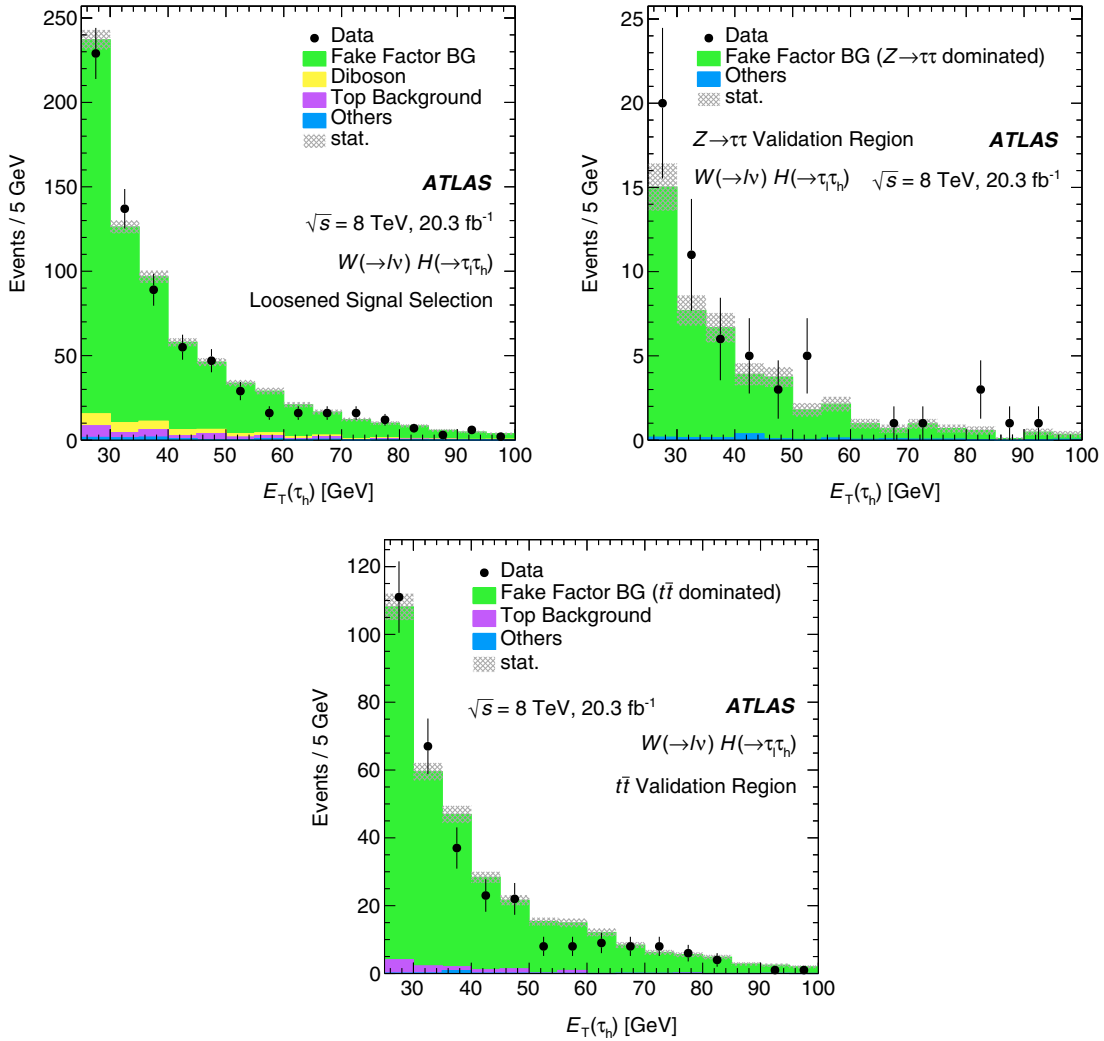 Events / 5 GeV
250
200
150
100
50
0
Data
Fake Factor BG
Diboson
Top Background
Others
stat.
ATLAS
√s = 8 TeV, 20.3 fb⁻¹
W(→lν) H(→τₗτₕ)
Loosened Signal Selection
30 40 50 60 70 80 90 100
E_T(τₕ) [GeV]
Events / 5 GeV
25
20
15
10
5
0
Data
Fake Factor BG (Z→ττ dominated)
Others
stat.
Z→ττ Validation Region ATLAS
W(→lν) H(→τₗτₕ) √s = 8 TeV, 20.3 fb⁻¹
30 40 50 60 70 80 90 100
E_T(τₕ) [GeV]
Events / 5 GeV
120
100
80
60
40
20
0
Data
Fake Factor BG (tt̄ dominated)
Top Background
Others
stat.
√s = 8 TeV, 20.3 fb⁻¹ ATLAS
W(→lν) H(→τₗτₕ)
tt̄ Validation Region
30 40 50 60 70 80 90 100
E_T(τₕ) [GeV]